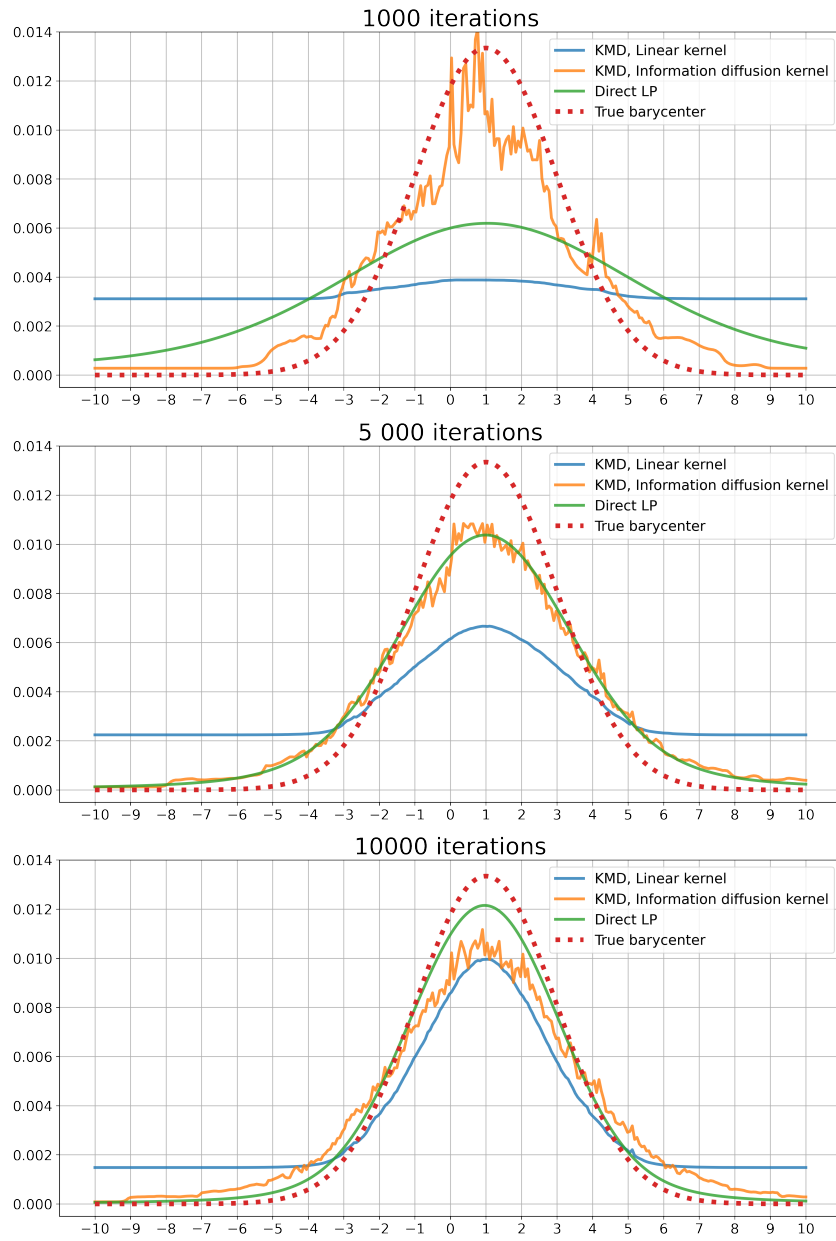 1000 iterations
0.014
0.012
0.010
0.008
0.006
0.004
0.002
0.000
KMD, Linear kernel
KMD, Information diffusion kernel
Direct LP
True barycenter
−10 −9 −8 −7 −6 −5 −4 −3 −2 −1 0 1 2 3 4 5 6 7 8 9 10
5 000 iterations
0.014
0.012
0.010
0.008
0.006
0.004
0.002
0.000
KMD, Linear kernel
KMD, Information diffusion kernel
Direct LP
True barycenter
−10 −9 −8 −7 −6 −5 −4 −3 −2 −1 0 1 2 3 4 5 6 7 8 9 10
10000 iterations
0.014
0.012
0.010
0.008
0.006
0.004
0.002
0.000
KMD, Linear kernel
KMD, Information diffusion kernel
Direct LP
True barycenter
−10 −9 −8 −7 −6 −5 −4 −3 −2 −1 0 1 2 3 4 5 6 7 8 9 10